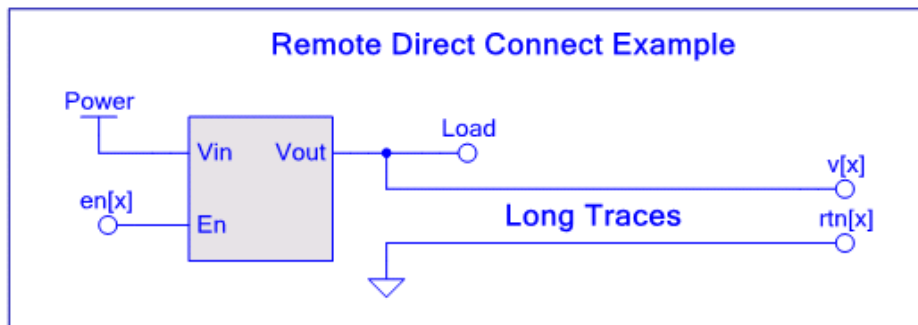 Remote Direct Connect Example
Power
Load
Vin
Vout
v[x]
en[x]
En
Long Traces
rtn[x]